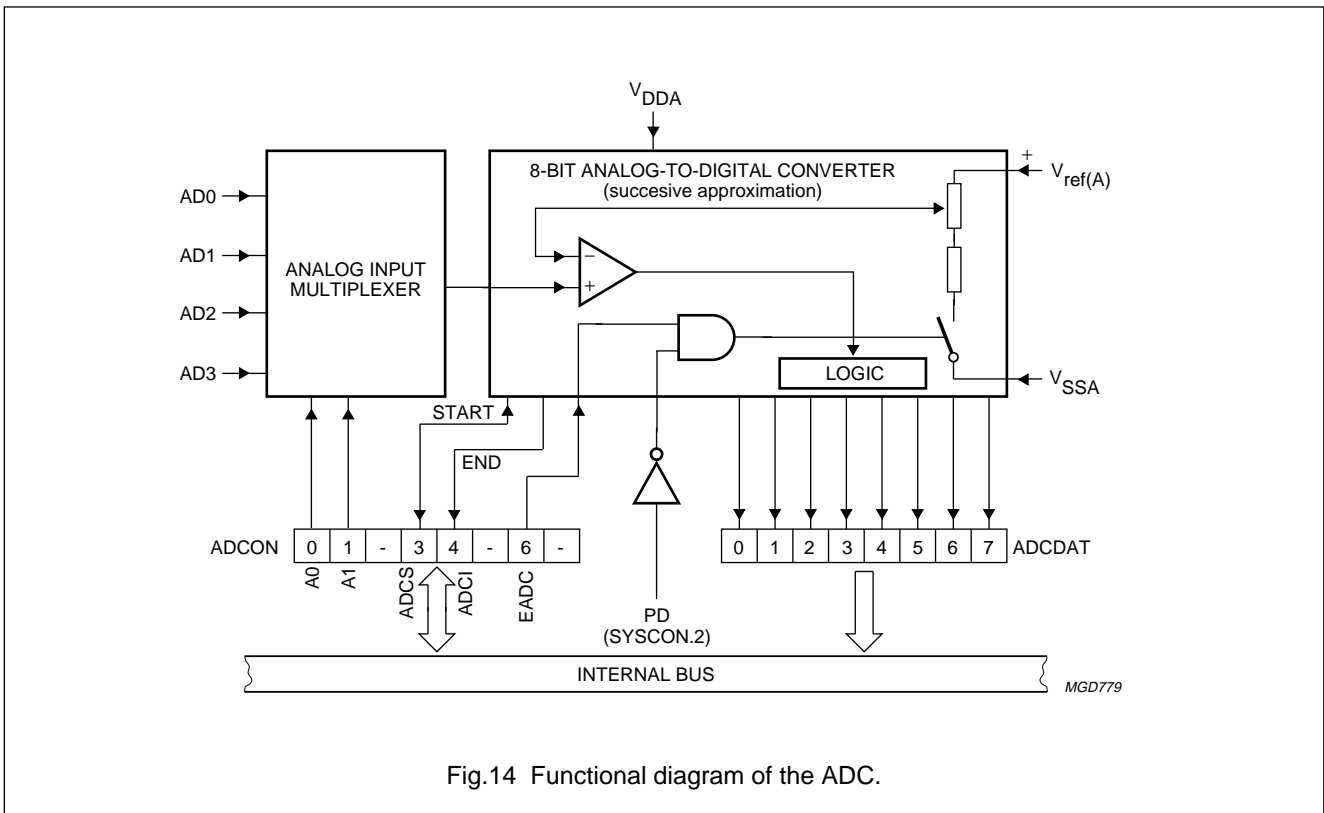 VDDA
8-BIT ANALOG-TO-DIGITAL CONVERTER
(succesive approximation)
+
Vref(A)
AD0
AD1
AD2
AD3
ANALOG INPUT
MULTIPLEXER
−
+
LOGIC
VSSA
START
END
ADCON 0 1 - 3 4 - 6 -
A0
A1
ADCS
ADCI
EADC
PD
(SYSCON.2)
0 1 2 3 4 5 6 7 ADCDAT
INTERNAL BUS
MGD779
Fig.14 Functional diagram of the ADC.